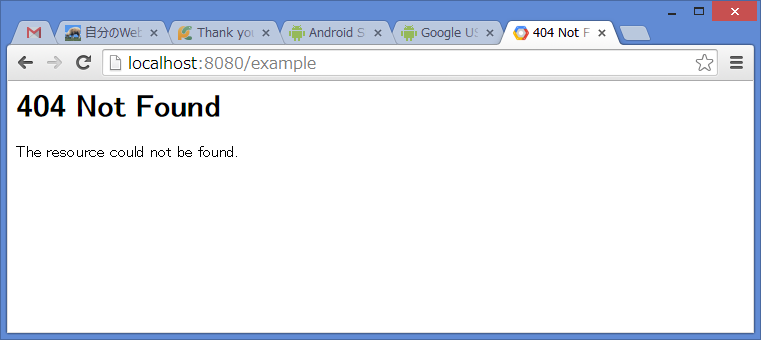 自分のWeb
Thank you
Android S
Google US
404 Not F
localhost:8080/example
404 Not Found
The resource could not be found.